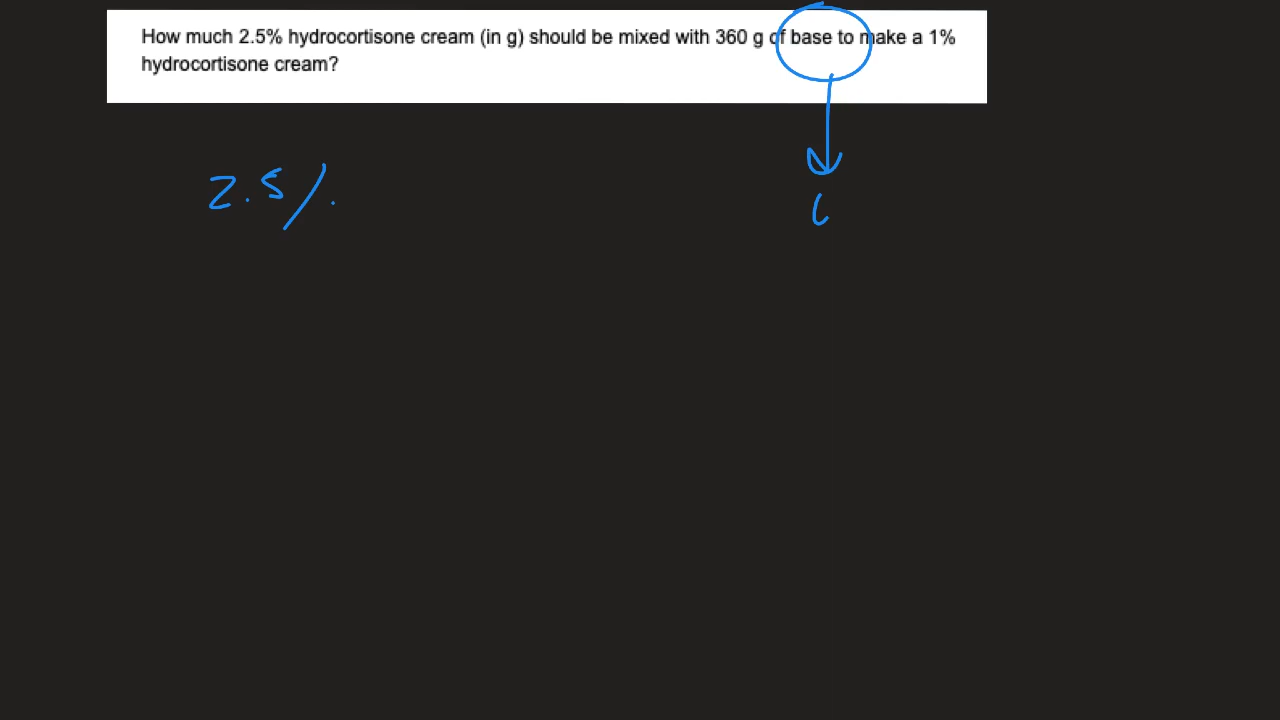 How much 2.5% hydrocortisone cream (in g) should be mixed with 360 g of base to make a 1%
hydrocortisone cream?
2.5%